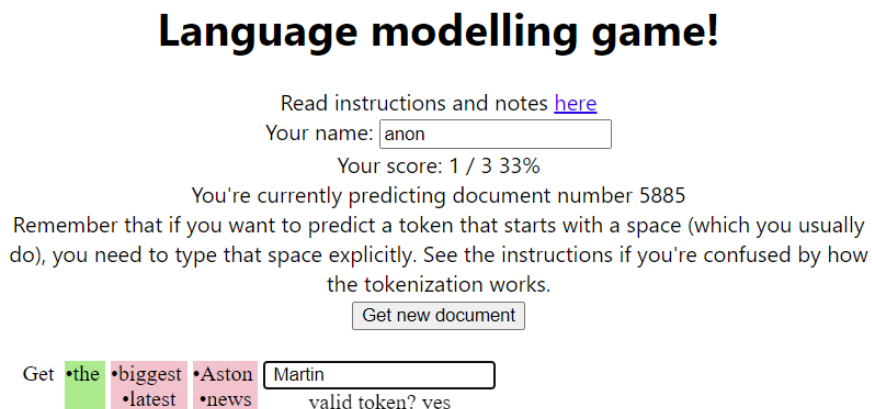 Language modelling game!
Read instructions and notes here
Your name: anon
Your score: 1 / 3 33%
You're currently predicting document number 5885
Remember that if you want to predict a token that starts with a space (which you usually
do), you need to type that space explicitly. See the instructions if you're confused by how
the tokenization works.
Get new document
Get •the •biggest •Aston Martin
•latest •news valid token? yes